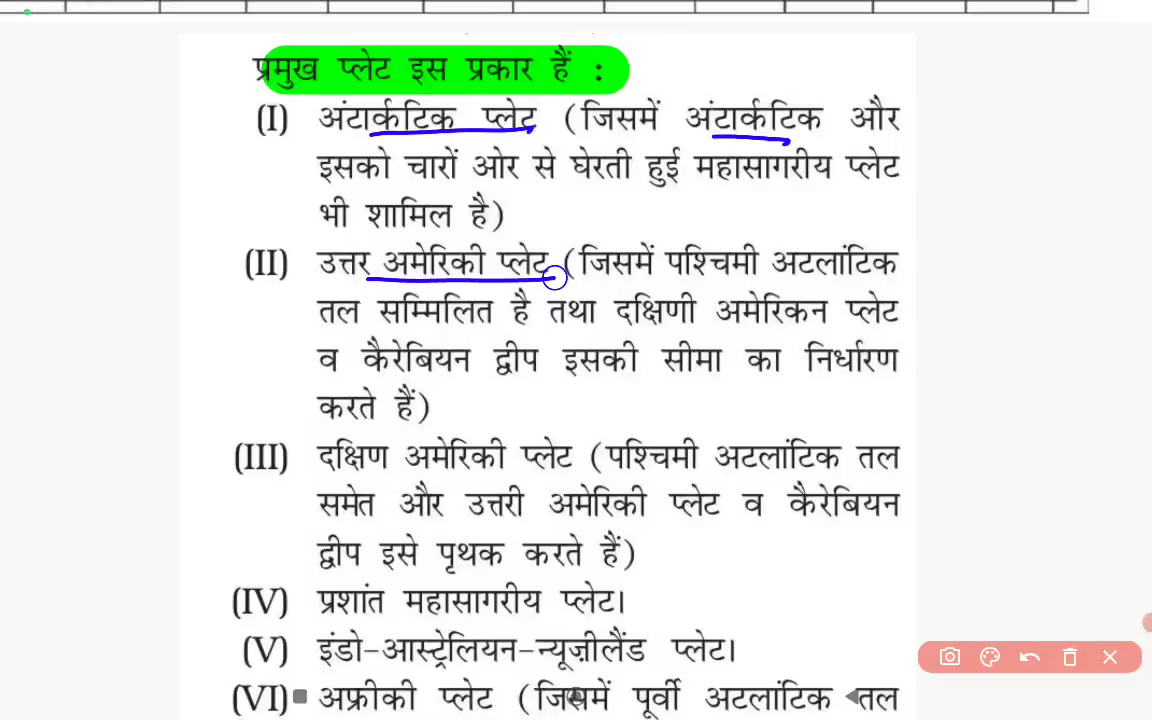 प्रमुख प्लेट इस प्रकार हैं :
(I) अंटार्कटिक प्लेट (जिसमें अंटार्कटिक और
इसको चारों ओर से घेरती हुई महासागरीय प्लेट
भी शामिल है)
(II) उत्तर अमेरिकी प्लेट (जिसमें पश्चिमी अटलांटिक
तल सम्मिलित है तथा दक्षिणी अमेरिकन प्लेट
व कैरेबियन द्वीप इसकी सीमा का निर्धारण
करते हैं)
(III) दक्षिण अमेरिकी प्लेट (पश्चिमी अटलांटिक तल
समेत और उत्तरी अमेरिकी प्लेट व कैरेबियन
द्वीप इसे पृथक करते हैं)
(IV) प्रशांत महासागरीय प्लेट।
(V) इंडो-आस्ट्रेलियन-न्यूज़ीलैंड प्लेट।
(VI) अफ्रीकी प्लेट (जिसमें पूर्वी अटलांटिक तल